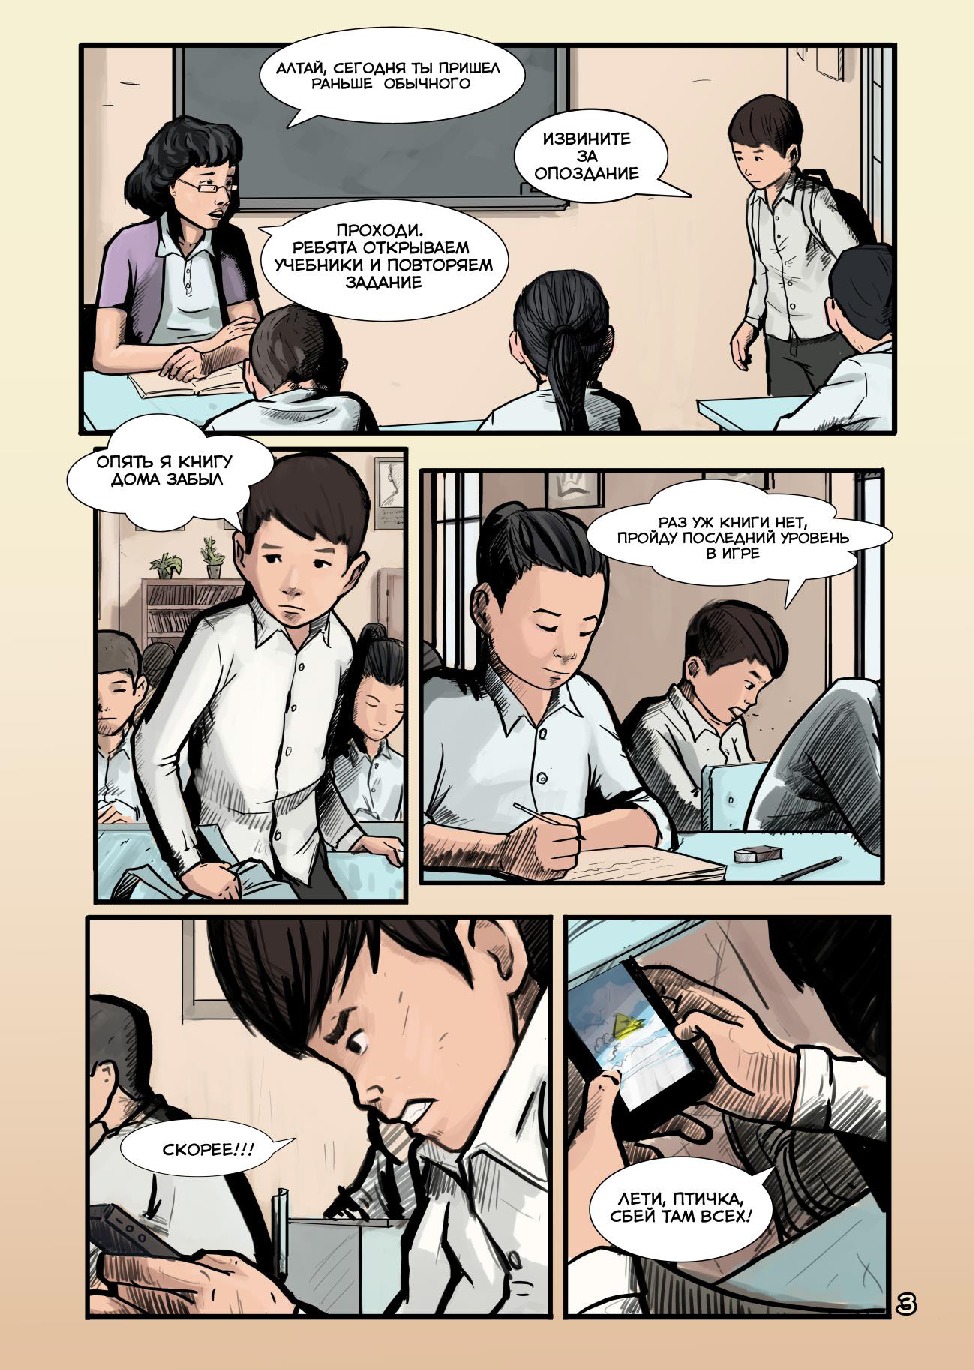 АЛТАЙ, СЕГОДНЯ ТЫ ПРИШЕЛ
РАНЬШЕ ОБЫЧНОГО
ИЗВИНИТЕ
ЗА
ОПОЗДАНИЕ
ПРОХОДИ.
РЕБЯТА ОТКРЫВАЕМ
УЧЕБНИКИ И ПОВТОРЯЕМ
ЗАДАНИЕ
ОПЯТЬ Я КНИГУ
ДОМА ЗАБЫЛ
РАЗ УЖ КНИГИ НЕТ,
ПРОЙДУ ПОСЛЕДНИЙ УРОВЕНЬ
В ИГРЕ
СКОРЕЕ!!!
ЛЕТИ, ПТИЧКА,
СБЕЙ ТАМ ВСЕХ!
3